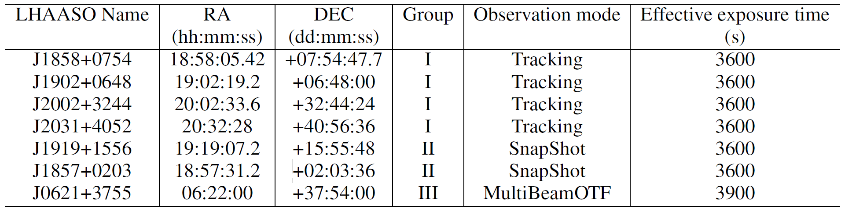 LHAASO Name RA DEC Group Observation mode Effective exposure time
(hh:mm:ss) (dd:mm:ss) (s)
J1858+0754 18:58:05.42 +07:54:47.7 I Tracking 3600
J1902+0648 19:02:19.2 +06:48:00 I Tracking 3600
J2002+3244 20:02:33.6 +32:44:24 I Tracking 3600
J2031+4052 20:32:28 +40:56:36 I Tracking 3600
J1919+1556 19:19:07.2 +15:55:48 II SnapShot 3600
J1857+0203 18:57:31.2 +02:03:36 II SnapShot 3600
J0621+3755 06:22:00 +37:54:00 III MultiBeamOTF 3900